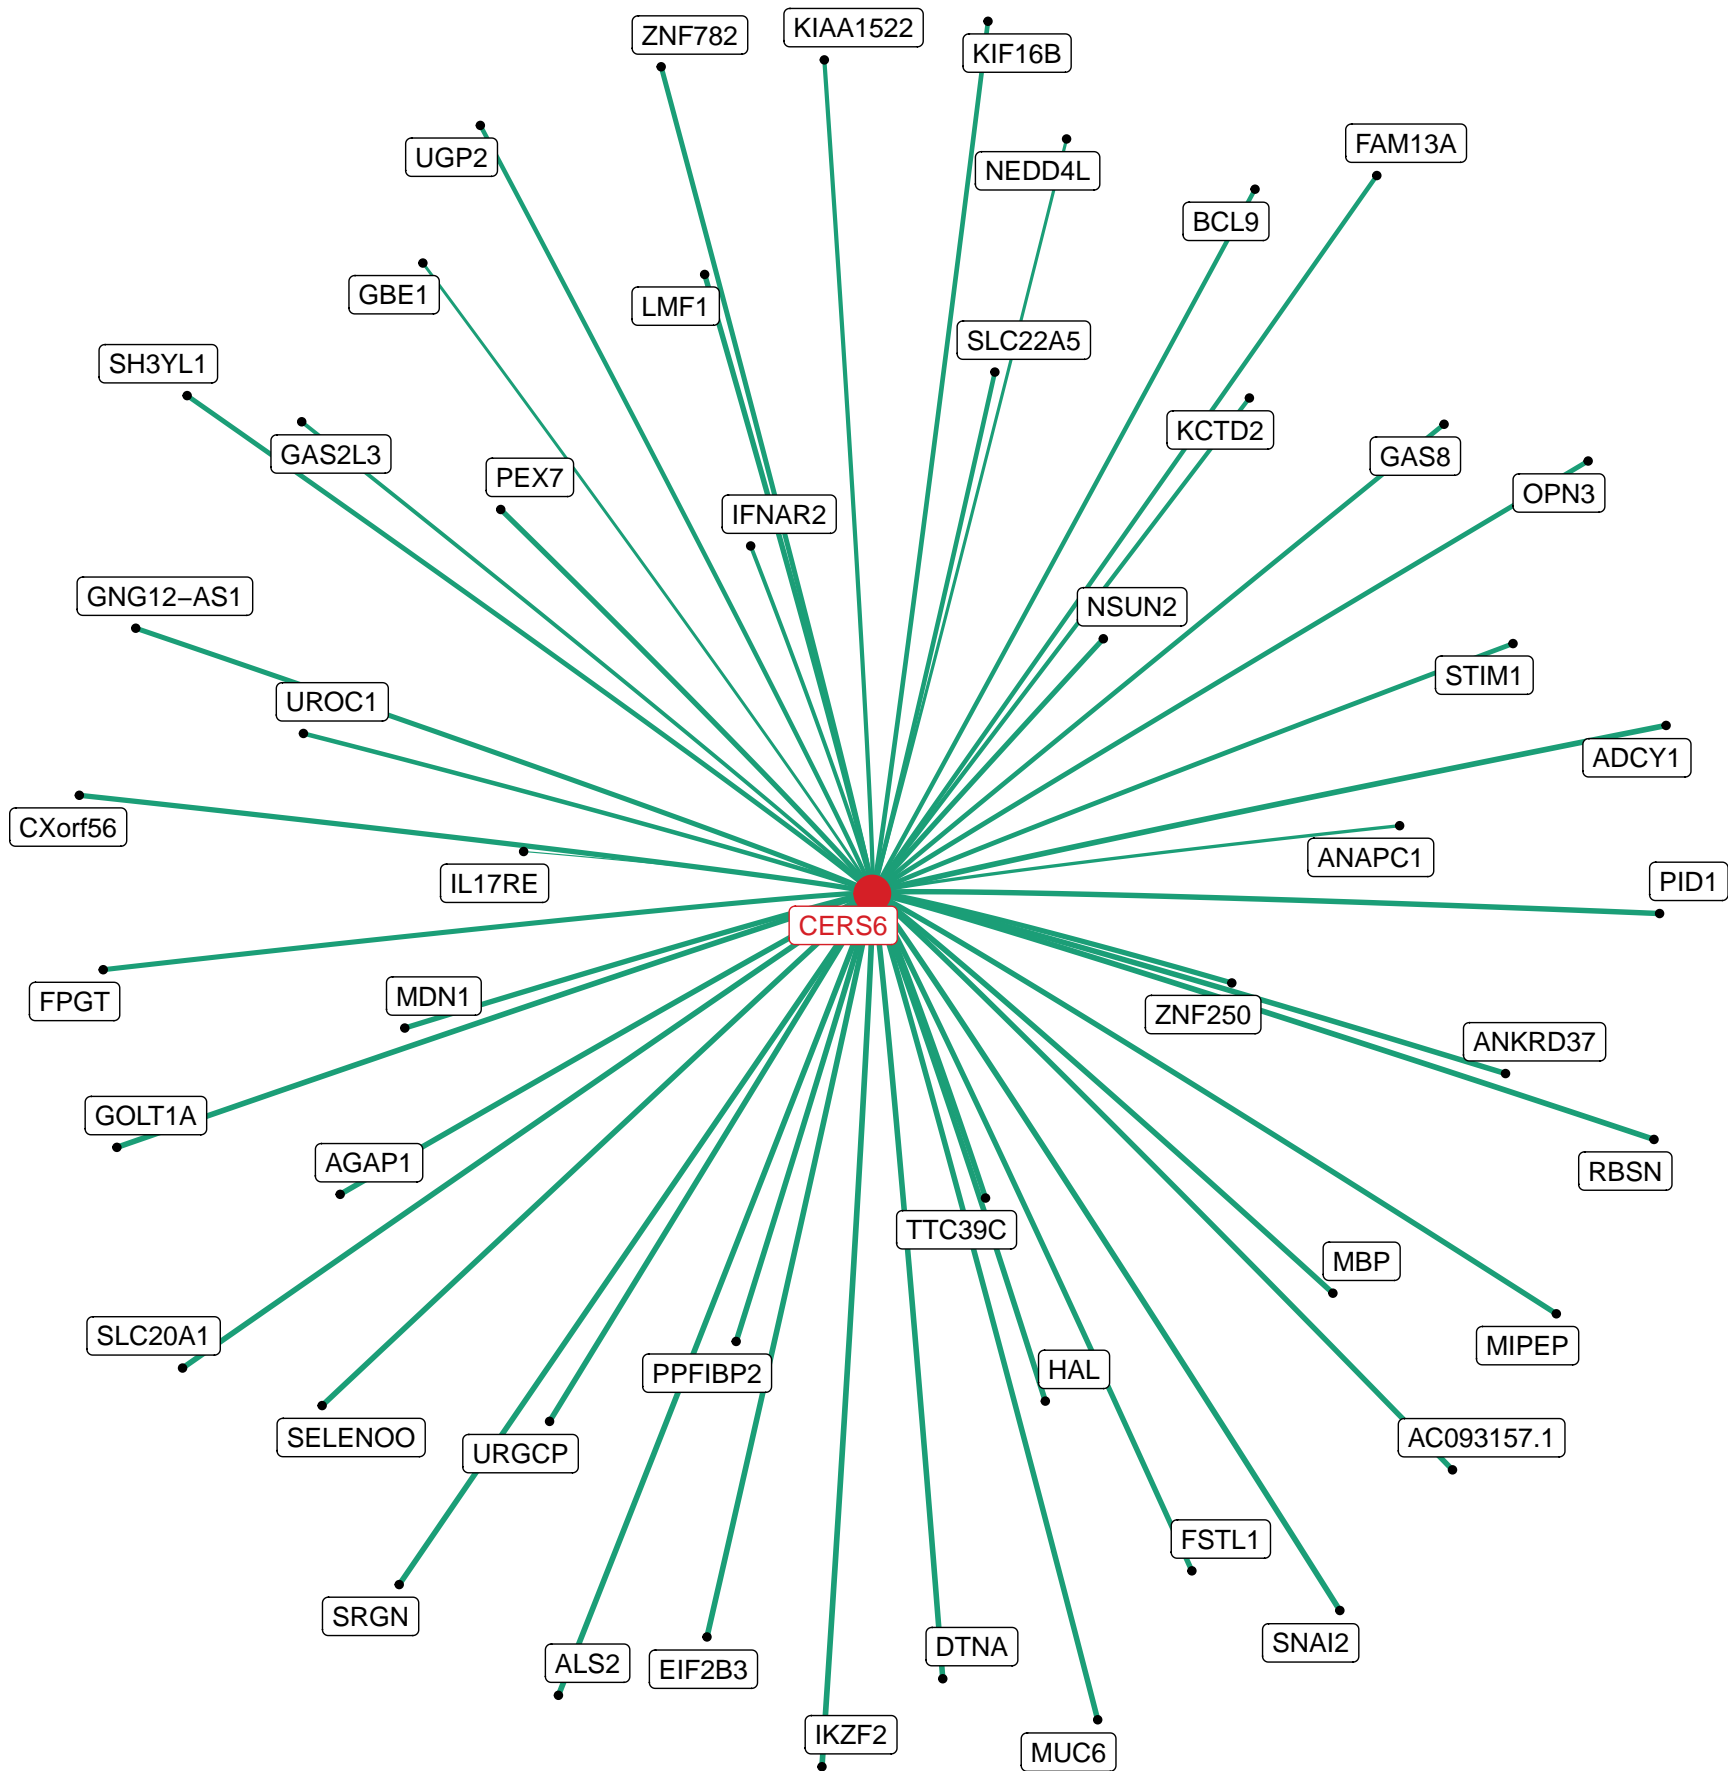 KIAA1522
ZNF782
KIF16B
FAM13A
UGP2
NEDD4L
BCL9
GBE1
LMF1
SLC22A5
SH3YL1
KCTD2
GAS2L3
GAS8
PEX7
OPN3
IFNAR2
GNG12–AS1
NSUN2
STIM1
UROC1
ADCY1
CXorf56
ANAPC1
PID1
IL17RE
CERS6
MDN1
FPGT
ZNF250
ANKRD37
GOLT1A
AGAP1
RBSN
TTC39C
MBP
SLC20A1
MIPEP
HAL
PPFIBP2
SELENOO
AC093157.1
URGCP
FSTL1
SRGN
SNAI2
DTNA
ALS2
EIF2B3
IKZF2
MUC6